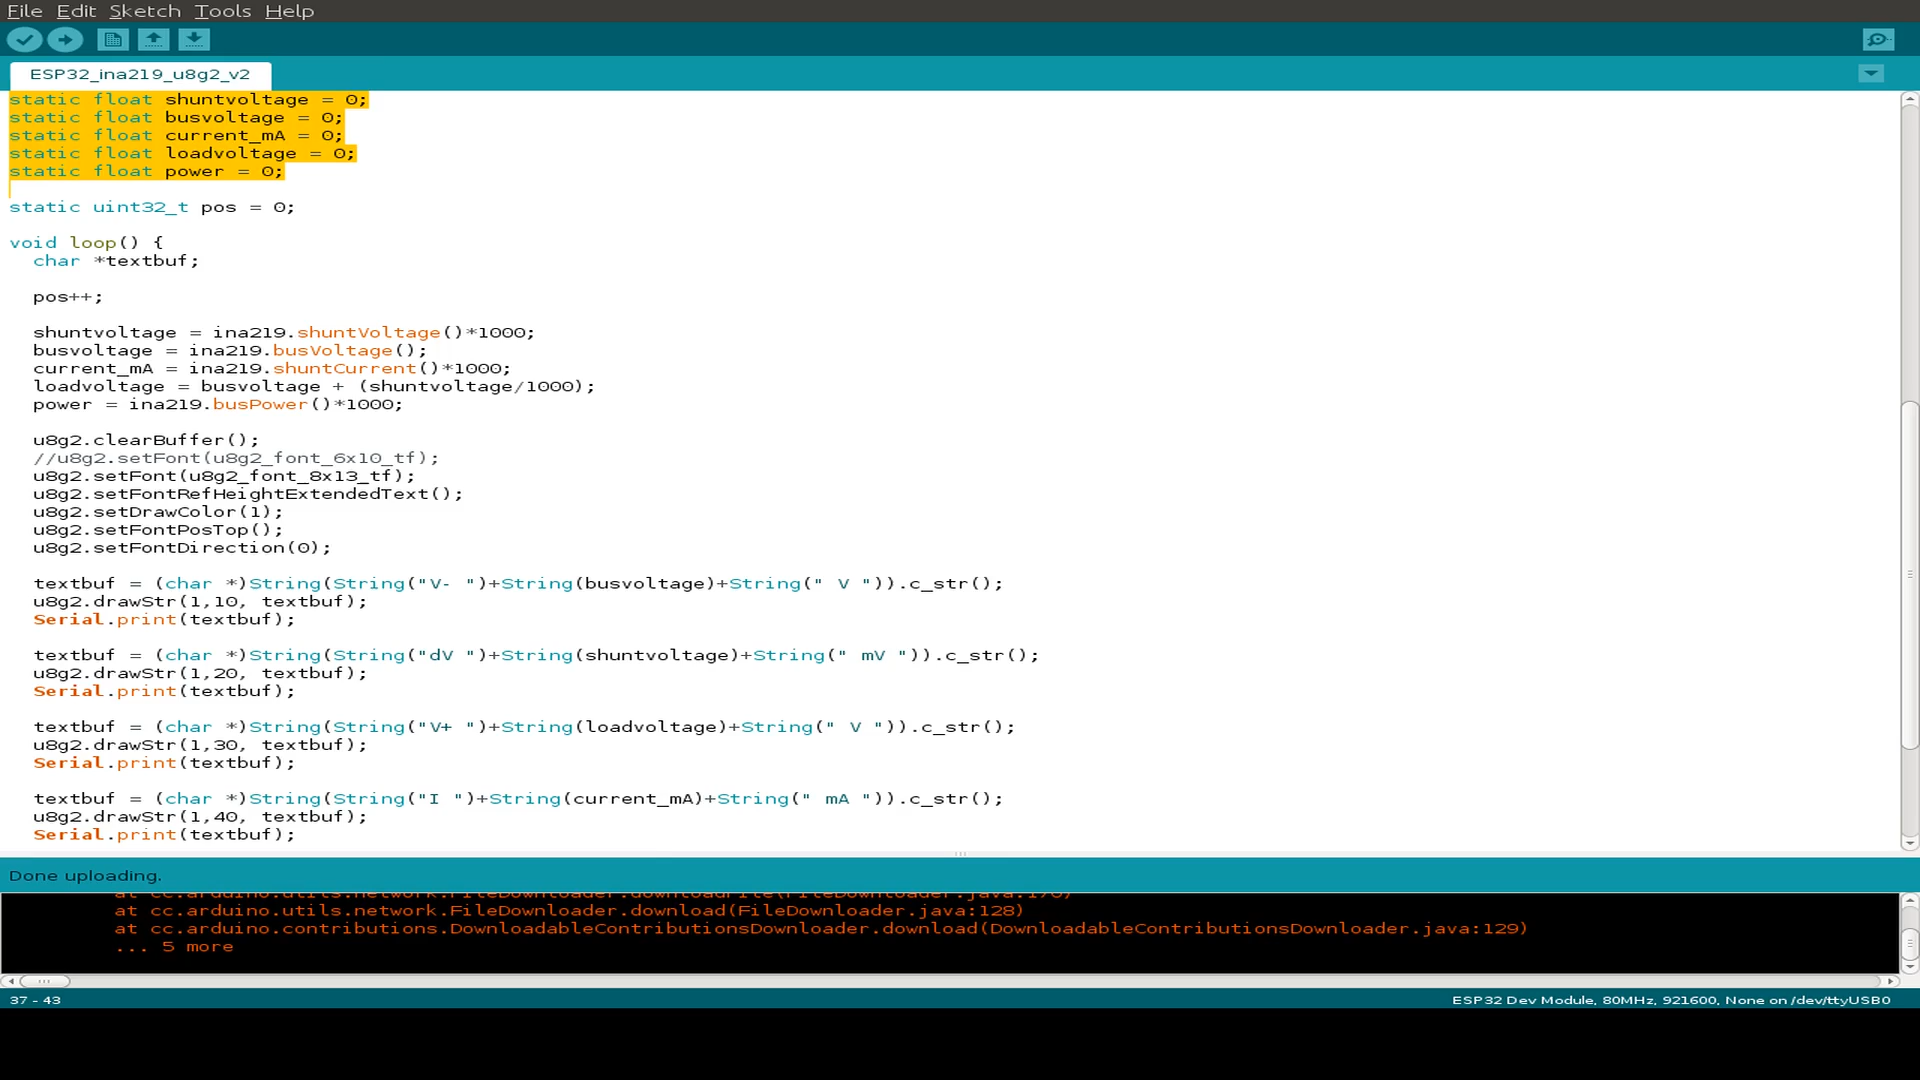 File Edit Sketch Tools Help
ESP32_ina219_u8g2_v2
static float shuntvoltage = 0;
static float busvoltage = 0;
static float current_mA = 0;
static float loadvoltage = 0;
static float power = 0;
static uint32_t pos = 0;
void loop() {
  char *textbuf;
  pos++;
  shuntvoltage = ina219.shuntVoltage()*1000;
  busvoltage = ina219.busVoltage();
  current_mA = ina219.shuntCurrent()*1000;
  loadvoltage = busvoltage + (shuntvoltage/1000);
  power = ina219.busPower()*1000;
  u8g2.clearBuffer();
  //u8g2.setFont(u8g2_font_6x10_tf);
  u8g2.setFont(u8g2_font_8x13_tf);
  u8g2.setFontRefHeightExtendedText();
  u8g2.setDrawColor(1);
  u8g2.setFontPosTop();
  u8g2.setFontDirection(0);
  textbuf = (char *)String(String("V- ")+String(busvoltage)+String(" V ")).c_str();
  u8g2.drawStr(1,10, textbuf);
  Serial.print(textbuf);
  textbuf = (char *)String(String("dV ")+String(shuntvoltage)+String(" mV ")).c_str();
  u8g2.drawStr(1,20, textbuf);
  Serial.print(textbuf);
  textbuf = (char *)String(String("V+ ")+String(loadvoltage)+String(" V ")).c_str();
  u8g2.drawStr(1,30, textbuf);
  Serial.print(textbuf);
  textbuf = (char *)String(String("I ")+String(current_mA)+String(" mA ")).c_str();
  u8g2.drawStr(1,40, textbuf);
  Serial.print(textbuf);
Done uploading.
at cc.arduino.utils.network.FileDownloader.downloadFile(FileDownloader.java:178)
at cc.arduino.utils.network.FileDownloader.download(FileDownloader.java:128)
at cc.arduino.contributions.DownloadableContributionsDownloader.download(DownloadableContributionsDownloader.java:129)
... 5 more
37 - 43
ESP32 Dev Module, 80MHz, 921600, None on /dev/ttyUSB0